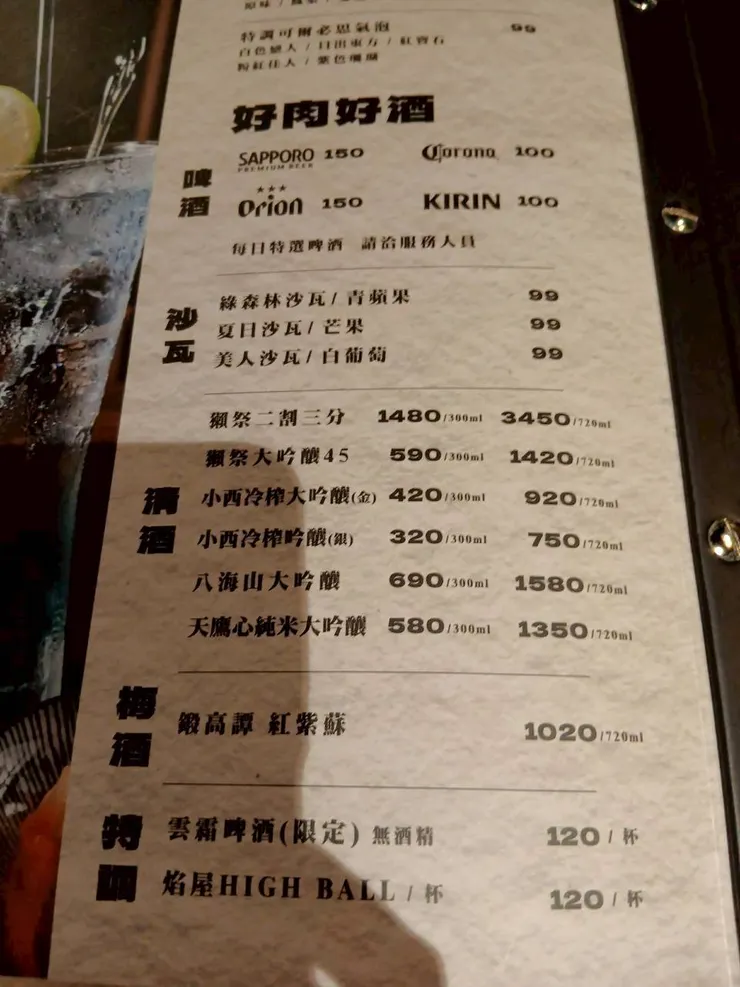 原味 /
特調可爾必思氣泡 99
白色戀人 / 日出東方 / 紅寶石
粉紅佳人 / 紫色珊瑚
好肉好酒
啤酒
SAPPORO 150 Corona 100
PREMIUM BEER
Orion 150 KIRIN 100
每日特選啤酒 請洽服務人員
沙瓦
綠森林沙瓦/青蘋果 99
夏日沙瓦/芒果 99
美人沙瓦/白葡萄 99
清酒
獺祭二割三分 1480/300ml 3450/720ml
獺祭大吟釀45 590/300ml 1420/720ml
小西冷榨大吟釀(金) 420/300ml 920/720ml
小西冷榨吟釀(銀) 320/300ml 750/720ml
八海山大吟釀 690/300ml 1580/720ml
天鷹心純米大吟釀 580/300ml 1350/720ml
梅酒
鍛高譚 紅紫蘇 1020/720ml
特調
雲霜啤酒(限定) 無酒精 120 / 杯
焰屋HIGH BALL / 杯 120 / 杯